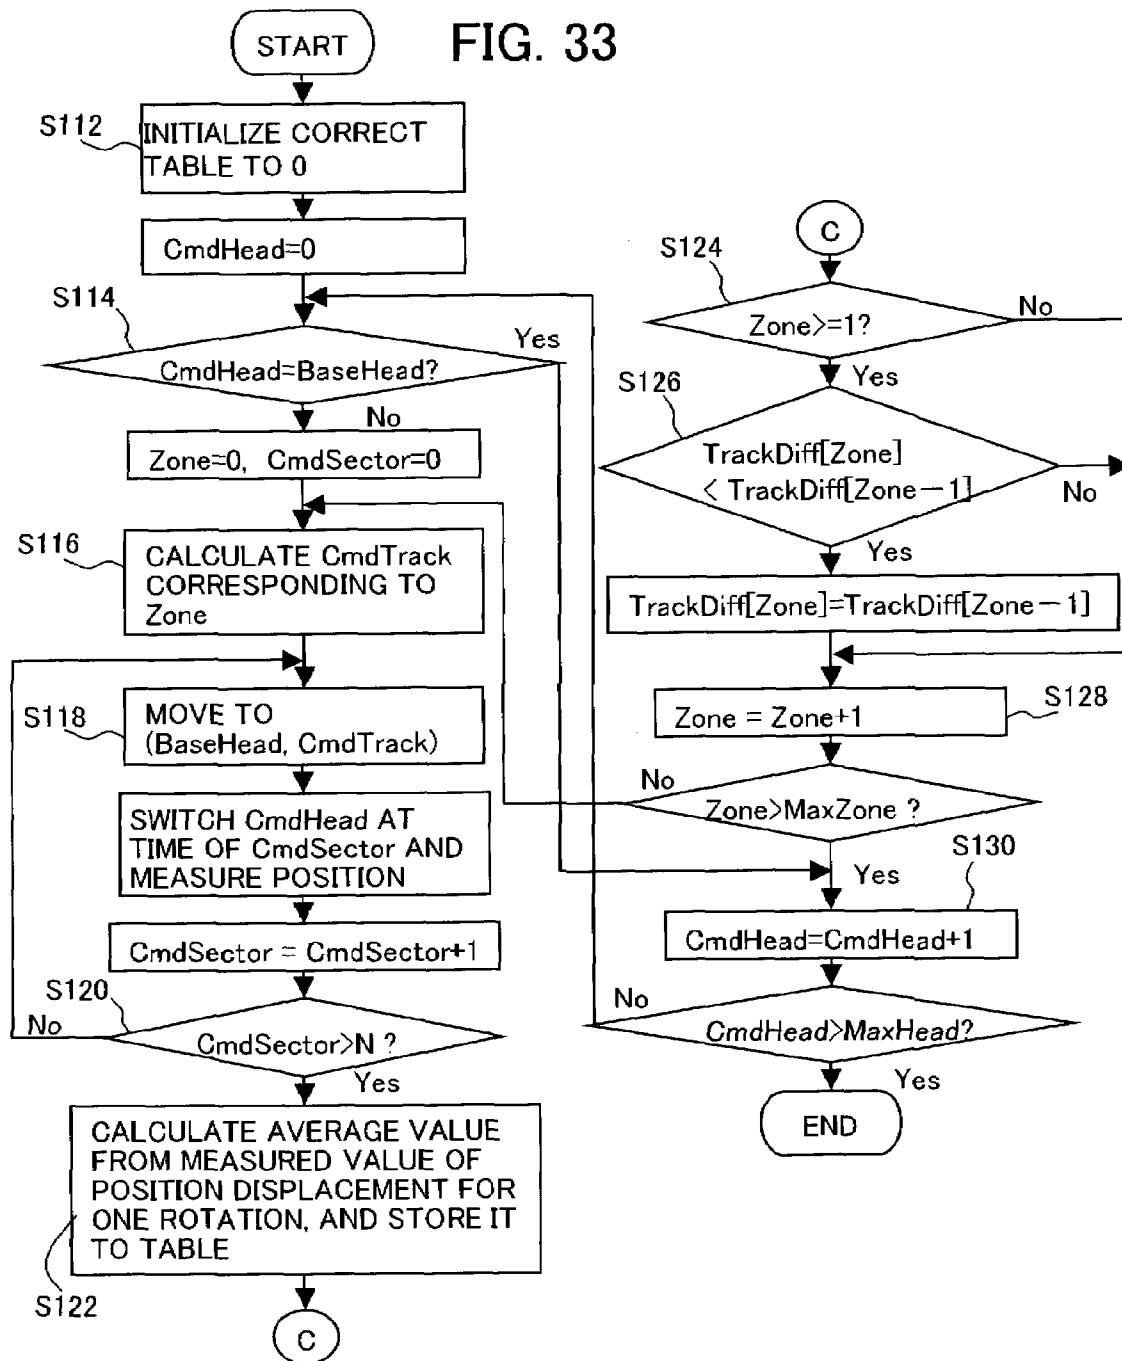 FIG. 33
START
S112
INITIALIZE CORRECT
TABLE TO 0
CmdHead=0
S114
CmdHead=BaseHead?
Yes
No
Zone=0, CmdSector=0
S116
CALCULATE CmdTrack
CORRESPONDING TO
Zone
S118
MOVE TO
(BaseHead, CmdTrack)
SWITCH CmdHead AT
TIME OF CmdSector AND
MEASURE POSITION
CmdSector = CmdSector+1
S120
No
CmdSector>N ?
Yes
CALCULATE AVERAGE VALUE
FROM MEASURED VALUE OF
POSITION DISPLACEMENT FOR
ONE ROTATION, AND STORE IT
TO TABLE
S122
C
C
S124
Zone>=1?
No
Yes
S126
TrackDiff[Zone]
< TrackDiff[Zone-1]
No
Yes
TrackDiff[Zone]=TrackDiff[Zone-1]
S128
Zone = Zone+1
No
Zone>MaxZone ?
Yes
S130
CmdHead=CmdHead+1
No
CmdHead>MaxHead?
Yes
END